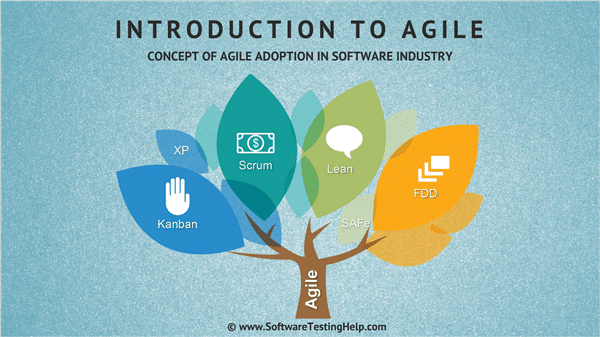 INTRODUCTION TO AGILE
CONCEPT OF AGILE ADOPTION IN SOFTWARE INDUSTRY
XP
$
Scrum
Lean
FDD
Kanban
SAFe
Agile
© www.SoftwareTestingHelp.com